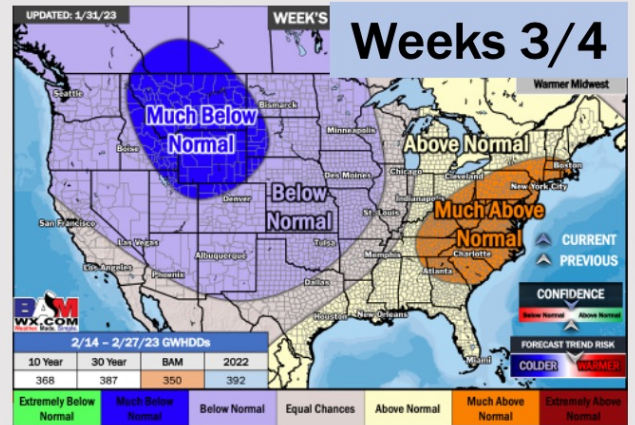 UPDATED: 1/31/23
WEEK'S
Weeks 3/4
Warmer Midwest
Seattle
Bismarck
Much Below
Normal
Minneapolis
Above Normal
Boise
Boston
Chicago
Cleveland
Des Moines
New York City
Denver
Below
Normal
Indianapolis
Much Above
Normal
St. Louis
San Francisco
Las Vegas
Tulsa
CURRENT
PREVIOUS
Albuquerque
Memphis
Charlotte
Los Angeles
Phoenix
Atlanta
Dallas
CONFIDENCE
Below Normal
Above Normal
Houston
New Orleans
BAM
WX.COM
Weather Made Simple
FORECAST TREND RISK
COLDER
WARMER
Miami
2/14 – 2/27/23 GWHDDs
10 Year 30 Year BAM 2022
368 387 350 392
Extremely Below Normal
Much Below Normal
Below Normal
Equal Chances
Above Normal
Much Above Normal
Extremely Above Normal